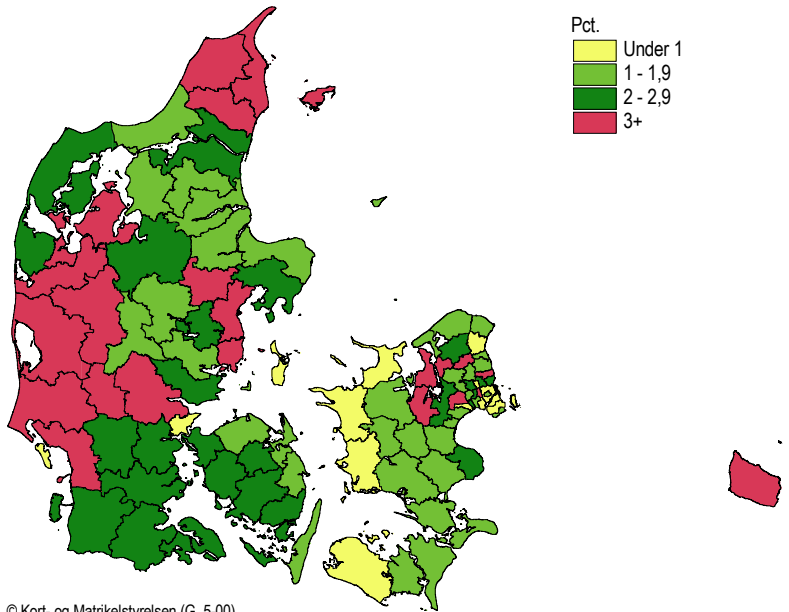 Pct.
Under 1
1 - 1,9
2 - 2,9
3+
© Kort- og Matrikelstyrelsen (G. 5-00)